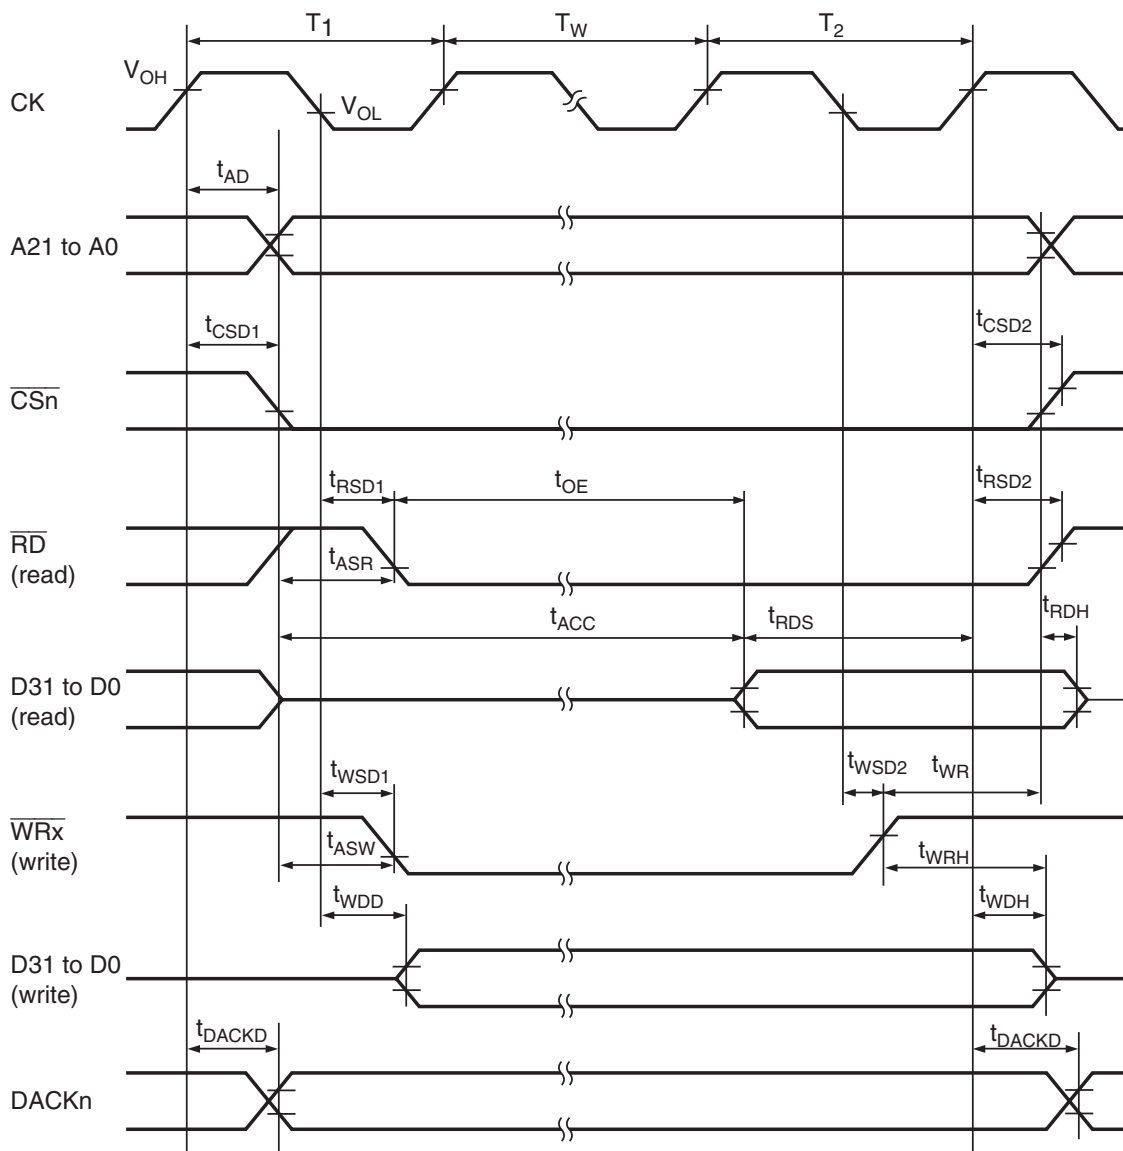 T1 TW T2
VOH
CK
VOL
tAD
A21 to A0
tCSD1 tCSD2
CSn
tRSD1 tOE tRSD2
RD
(read)
tASR
tACC tRDS tRDH
D31 to D0
(read)
tWSD1 tWSD2 tWR
WRx
(write)
tASW tWRH
tWDD tWDH
D31 to D0
(write)
tDACKD tDACKD
DACKn